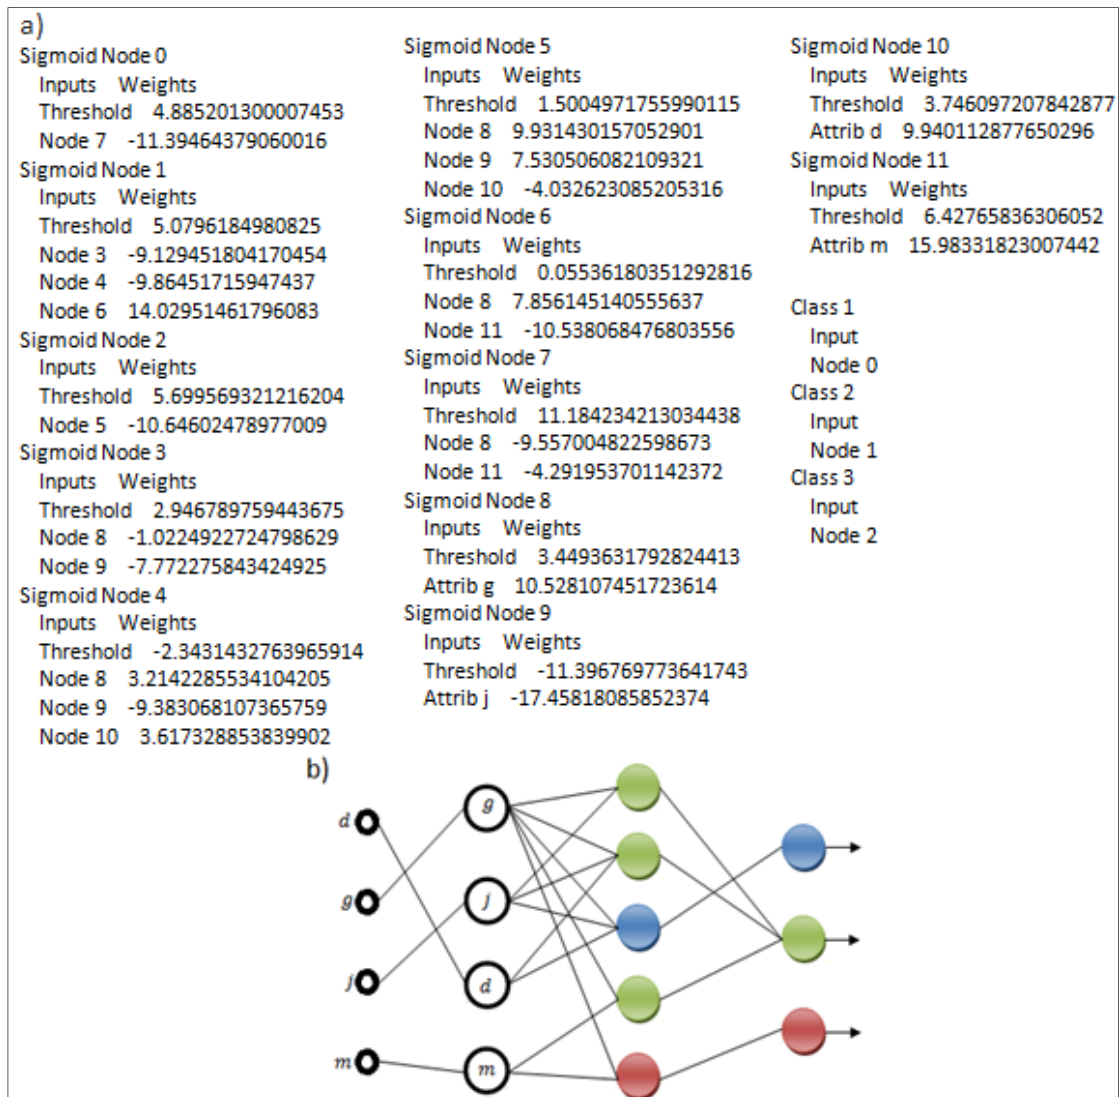 a)
Sigmoid Node 0
Inputs Weights
Threshold 4.885201300007453
Node 7 -11.39464379060016
Sigmoid Node 1
Inputs Weights
Threshold 5.0796184980825
Node 3 -9.129451804170454
Node 4 -9.86451715947437
Node 6 14.02951461796083
Sigmoid Node 2
Inputs Weights
Threshold 5.699569321216204
Node 5 -10.64602478977009
Sigmoid Node 3
Inputs Weights
Threshold 2.946789759443675
Node 8 -1.0224922724798629
Node 9 -7.772275843424925
Sigmoid Node 4
Inputs Weights
Threshold -2.3431432763965914
Node 8 3.2142285534104205
Node 9 -9.383068107365759
Node 10 3.617328853839902
Sigmoid Node 5
Inputs Weights
Threshold 1.5004971755990115
Node 8 9.931430157052901
Node 9 7.530506082109321
Node 10 -4.032623085205316
Sigmoid Node 6
Inputs Weights
Threshold 0.05536180351292816
Node 8 7.856145140555637
Node 11 -10.538068476803556
Sigmoid Node 7
Inputs Weights
Threshold 11.184234213034438
Node 8 -9.557004822598673
Node 11 -4.291953701142372
Sigmoid Node 8
Inputs Weights
Threshold 3.4493631792824413
Attrib g 10.528107451723614
Sigmoid Node 9
Inputs Weights
Threshold -11.396769773641743
Attrib j -17.45818085852374
Sigmoid Node 10
Inputs Weights
Threshold 3.746097207842877
Attrib d 9.940112877650296
Sigmoid Node 11
Inputs Weights
Threshold 6.42765836306052
Attrib m 15.98331823007442
Class 1
Input
Node 0
Class 2
Input
Node 1
Class 3
Input
Node 2
b)
d
g
j
m
g
j
d
m